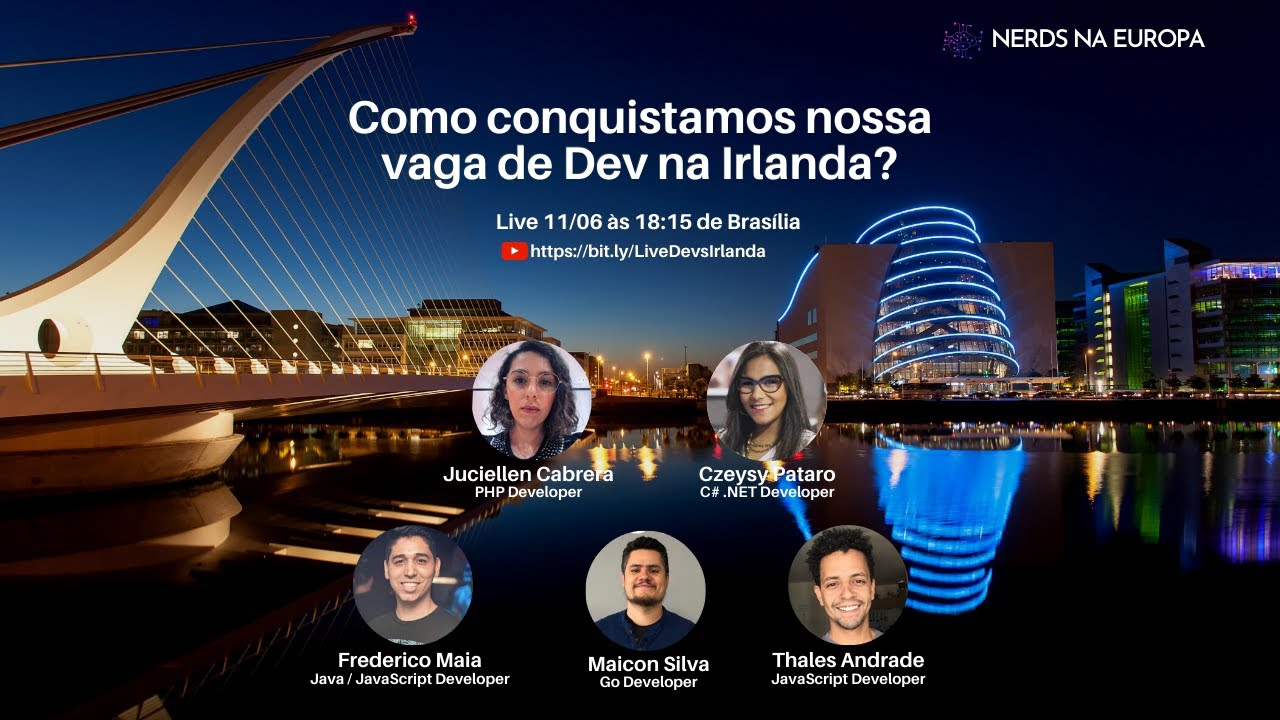 NERDS NA EUROPA
Como conquistamos nossa
vaga de Dev na Irlanda?
Live 11/06 às 18:15 de Brasília
https://bit.ly/LiveDevsIrlanda
Juciellen Cabrera
PHP Developer
Czeysy Pataro
C# .NET Developer
Frederico Maia
Java / JavaScript Developer
Maicon Silva
Go Developer
Thales Andrade
JavaScript Developer